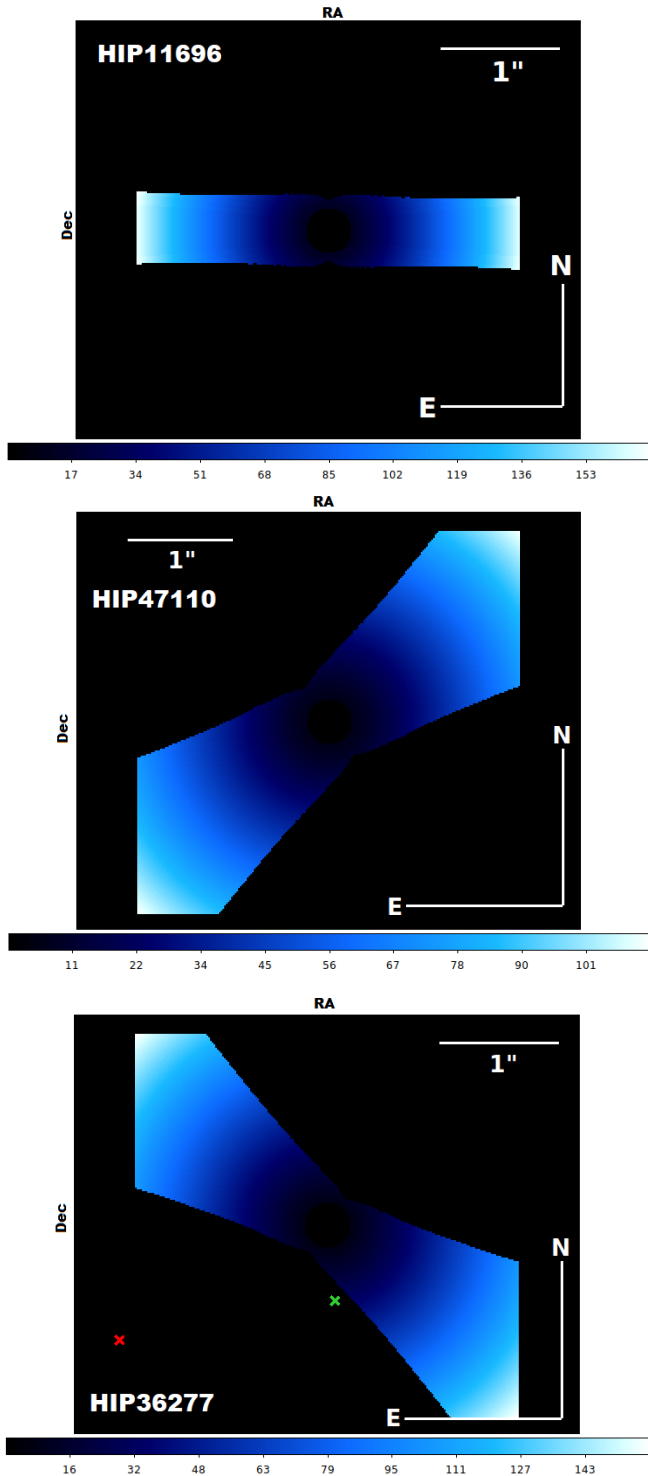 RA
HIP11696
1"
Dec
N
E
17 34 51 68 85 102 119 136 153
RA
1"
HIP47110
Dec
N
E
11 22 34 45 56 67 78 90 101
RA
1"
Dec
N
HIP36277
E
16 32 48 63 79 95 111 127 143